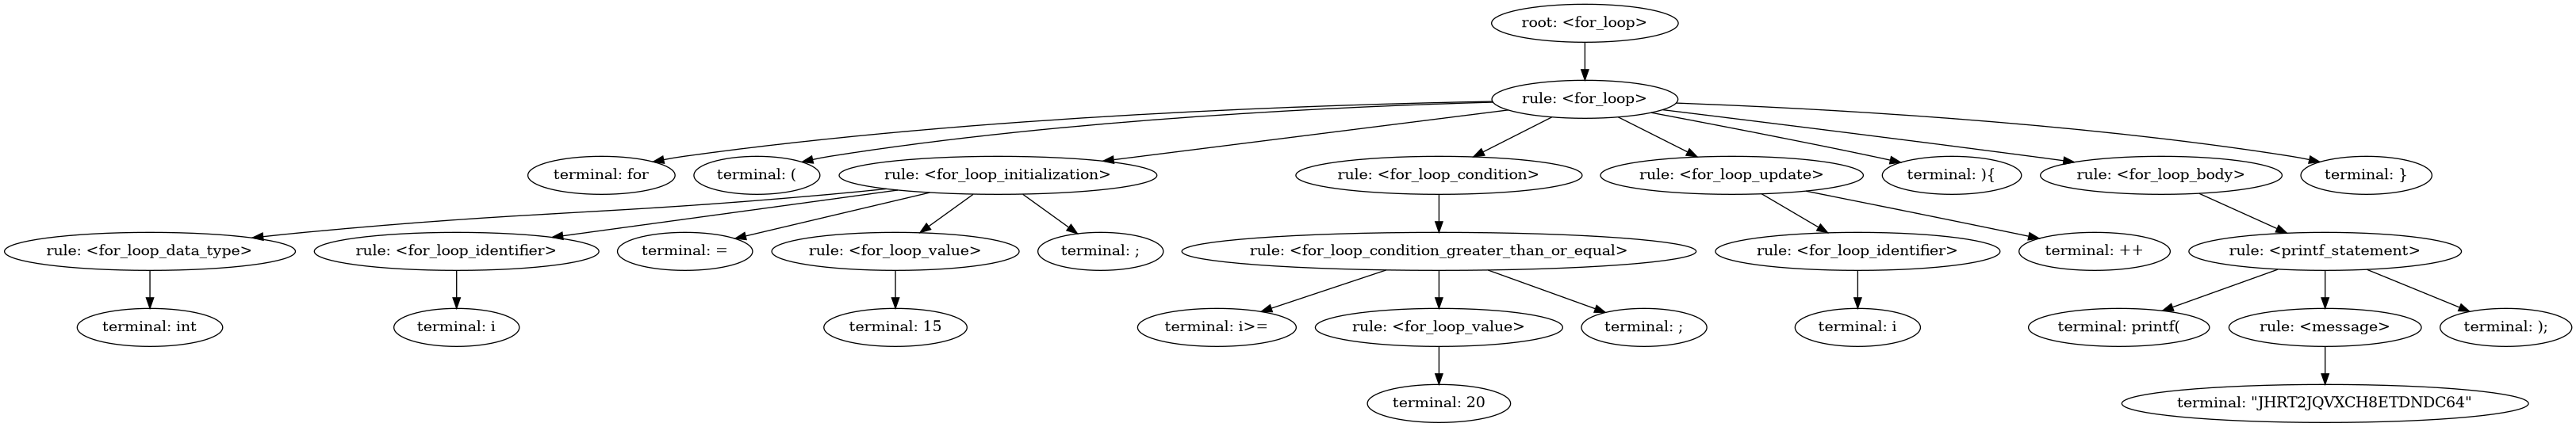 root: <for_loop>
rule: <for_loop>
terminal: for
terminal: (
rule: <for_loop_initialization>
rule: <for_loop_condition>
rule: <for_loop_update>
terminal: ){
rule: <for_loop_body>
terminal: }
rule: <for_loop_data_type>
rule: <for_loop_identifier>
terminal: =
rule: <for_loop_value>
terminal: ;
rule: <for_loop_condition_greater_than_or_equal>
rule: <for_loop_identifier>
terminal: ++
rule: <printf_statement>
terminal: int
terminal: i
terminal: 15
terminal: i>=
rule: <for_loop_value>
terminal: ;
terminal: i
terminal: printf(
rule: <message>
terminal: );
terminal: 20
terminal: "JHRT2JQVXCH8ETDNDC64"